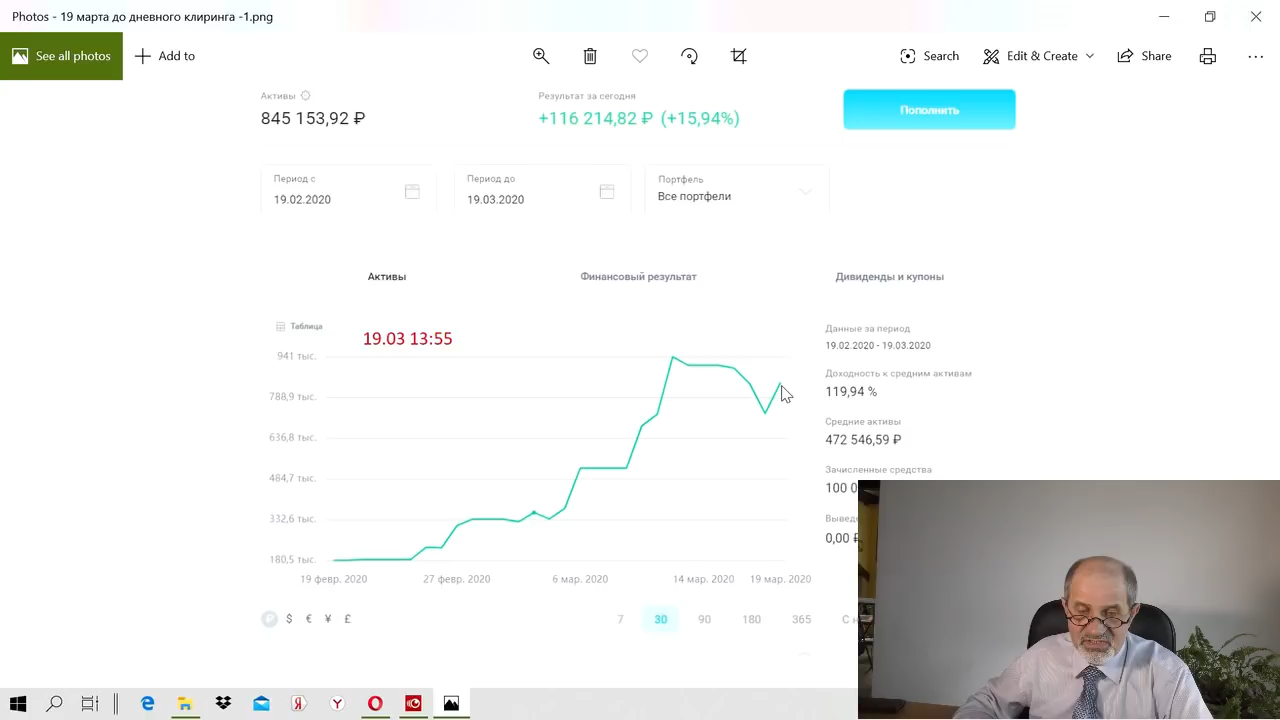 Photos - 19 марта до дневного клиринга -1.png
See all photos
Add to
Search
Edit & Create
Share
Активы
Результат за сегодня
845 153,92 ₽
+116 214,82 ₽ (+15,94%)
Пополнить
Период с
19.02.2020
Период до
19.03.2020
Портфель
Все портфели
Активы
Финансовый результат
Дивиденды и купоны
Таблица
19.03 13:55
941 тыс.
788,9 тыс.
636,8 тыс.
484,7 тыс.
332,6 тыс.
180,5 тыс.
19 февр. 2020
27 февр. 2020
6 мар. 2020
14 мар. 2020
19 мар. 2020
Данные за период
19.02.2020 - 19.03.2020
Доходность к средним активам
119,94 %
Средние активы
472 546,59 ₽
Зачисленные средства
100 0
Выведе
0,00 ₽
₽ $ € ¥ £
7 30 90 180 365 С н